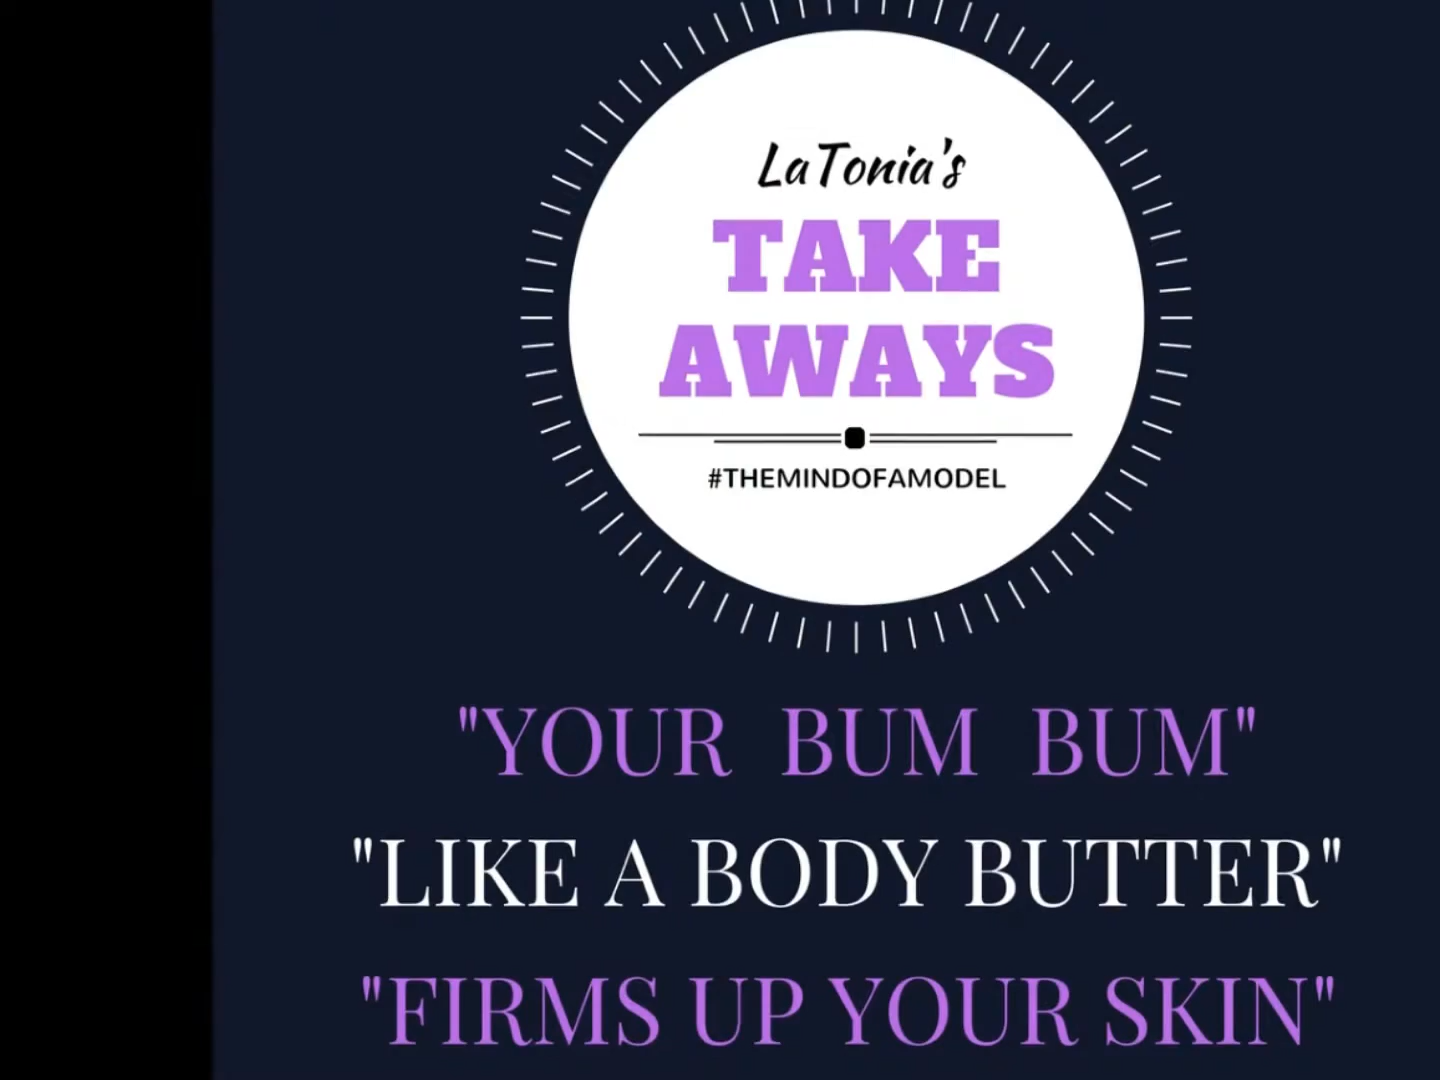 LaTonia's
TAKE
AWAYS
#THEMINDOFAMODEL
"YOUR BUM BUM"
"LIKE A BODY BUTTER"
"FIRMS UP YOUR SKIN"